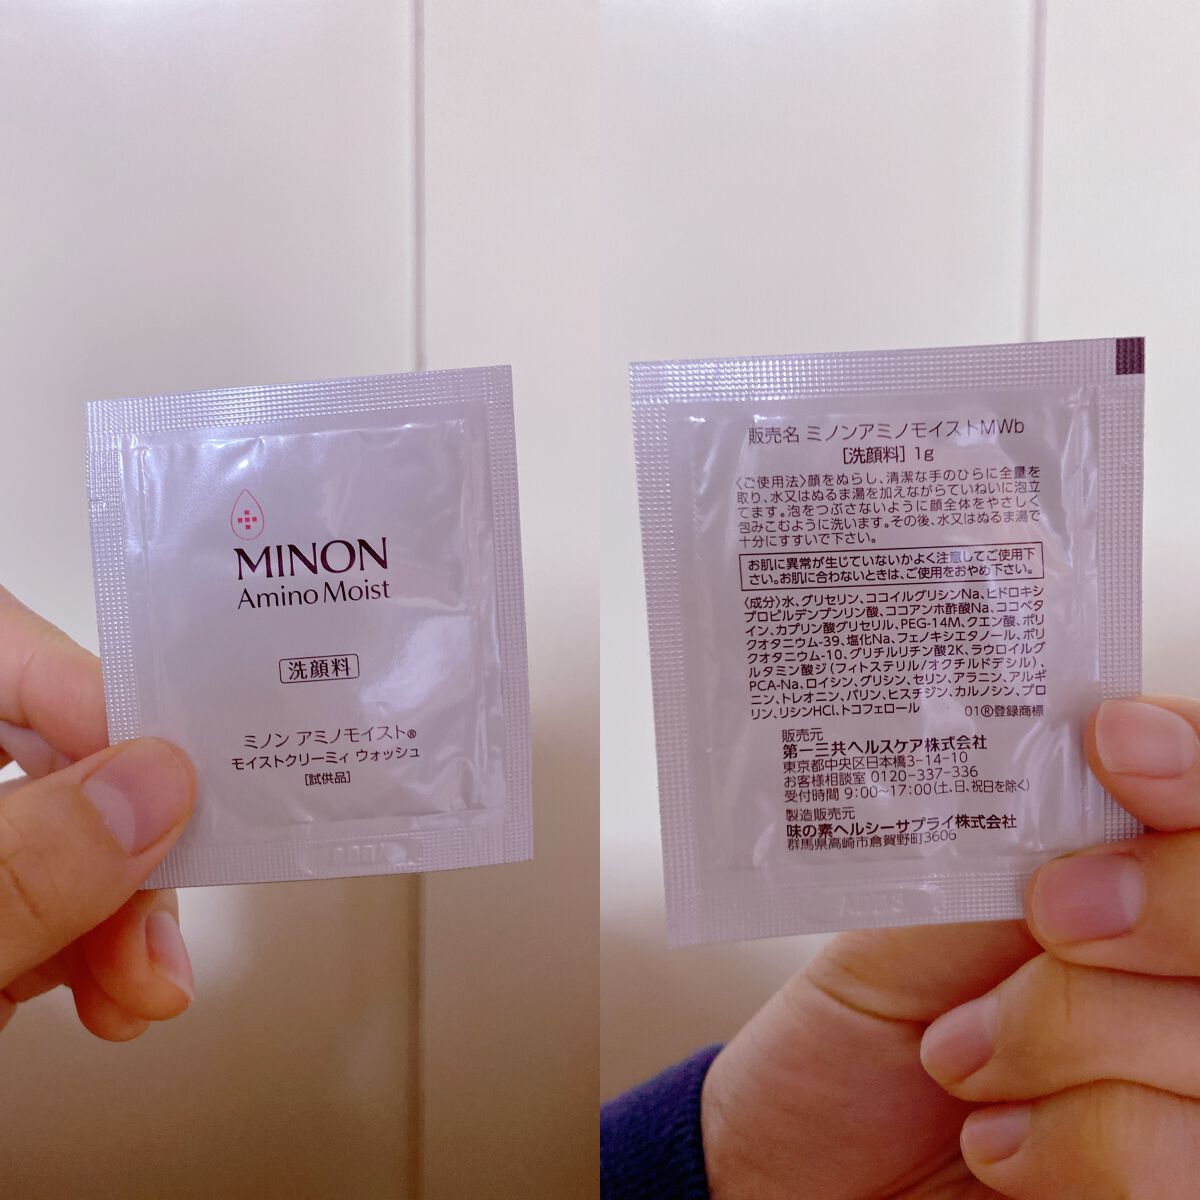 MINON
Amino Moist
洗顔料
ミノン アミノモイスト®
モイストクリーミィ ウォッシュ
[試供品]
販売名 ミノンアミノモイストMWb
[洗顔料] 1g
〈ご使用法〉顔をぬらし、清潔な手のひらに全量を
取り、水又はぬるま湯を加えながらていねいに泡立
てます。泡をつぶさないように顔全体をやさしく
包みこむように洗います。その後、水又はぬるま湯で
十分にすすいで下さい。
お肌に異常が生じていないかよく注意してご使用下
さい。お肌に合わないときは、ご使用をおやめ下さい。
〈成分〉水、グリセリン、ココイルグリシンNa、ヒドロキシ
プロピルデンプンリン酸、ココアンホ酢酸Na、ココベタ
イン、カプリン酸グリセリル、PEG-14M、クエン酸、ポリ
クオタニウム-39、塩化Na、フェノキシエタノール、ポリ
クオタニウム-10、グリチルリチン酸2K、ラウロイルグ
ルタミン酸ジ(フィトステリル/オクチルドデシル)、
PCA-Na、ロイシン、グリシン、セリン、アラニン、アルギ
ニン、トレオニン、バリン、ヒスチジン、カルノシン、プロ
リン、リシンHCl、トコフェロール 01®登録商標
販売元
第一三共ヘルスケア株式会社
東京都中央区日本橋3-14-10
お客様相談室 0120-337-336
受付時間 9:00~17:00(土、日、祝日を除く)
製造販売元
味の素ヘルシーサプライ株式会社
群馬県高崎市倉賀野町3606